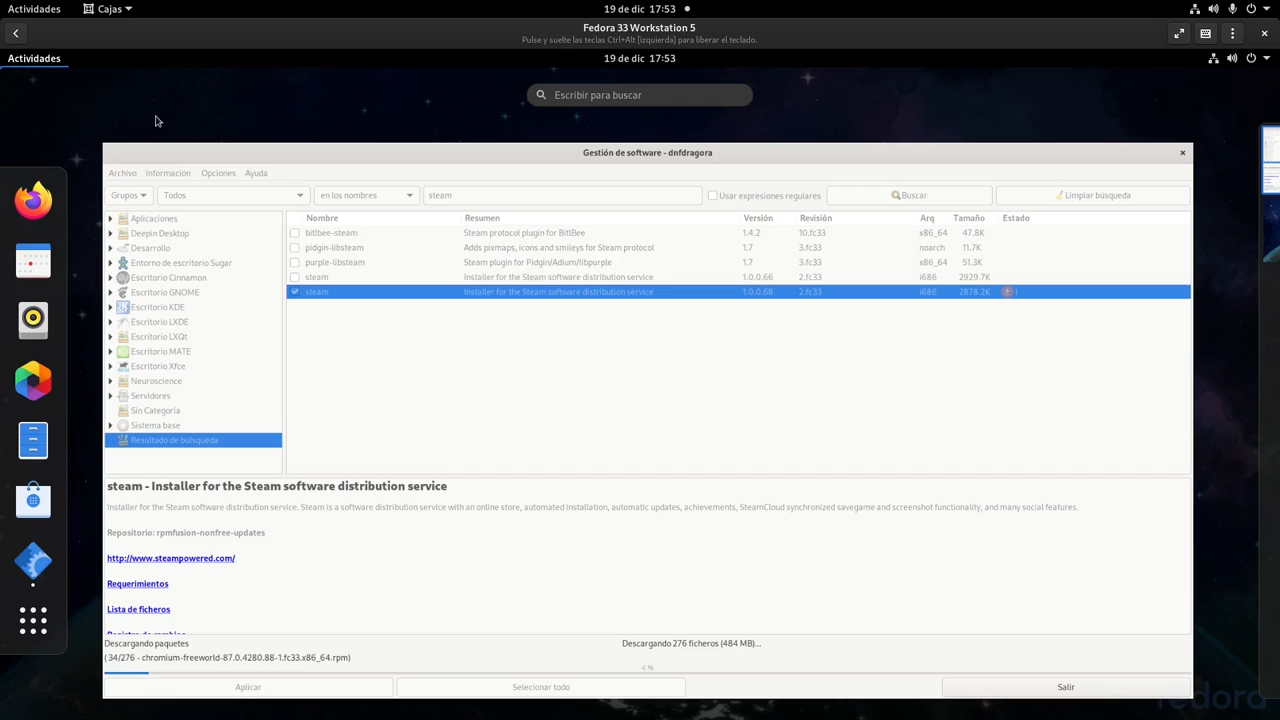 Actividades
Cajas
19 de dic 17:53
Fedora 33 Workstation 5
Pulse y suelte las teclas Ctrl+Alt [izquierda] para liberar el teclado.
Actividades
19 de dic 17:53
Escribir para buscar
Gestión de software - dnfdragora
Archivo Información Opciones Ayuda
Grupos Todos en los nombres steam Usar expresiones regulares Buscar Limpiar búsqueda
Aplicaciones
Deepin Desktop
Desarrollo
Entorno de escritorio Sugar
Escritorio Cinnamon
Escritorio GNOME
Escritorio KDE
Escritorio LXDE
Escritorio LXQt
Escritorio MATE
Escritorio Xfce
Neuroscience
Servidores
Sin Categoría
Sistema base
Resultado de búlsqueda
Nombre Resumen Versión Revisión Arq Tamaño Estado
bitlbee-steam Steam protocol plugin for BitlBee 1.4.2 10.fc33 x86_64 47.8K
pidgin-libsteam Adds pixmaps, icons and smileys for Steam protocol 1.7 3.fc33 noarch 11.7K
purple-libsteam Steam plugin for Pidgin/Adium/libpurple 1.7 3.fc33 x86_64 51.3K
steam Installer for the Steam software distribution service 1.0.0.66 2.fc33 i686 2929.7K
steam Installer for the Steam software distribution service 1.0.0.68 2.fc33 i686 2878.2K i
steam - Installer for the Steam software distribution service
Installer for the Steam software distribution service. Steam is a software distribution service with an online store, automated installation, automatic updates, achievements, SteamCloud synchronized savegame and screenshot functionality, and many social features.
Repositorio: rpmfusion-nonfree-updates
http://www.steampowered.com/
Requerimientos
Lista de ficheros
Descargando paquetes Descargando 276 ficheros (484 MB)...
( 34/276 - chromium-freeworld-87.0.4280.88-1.fc33.x86_64.rpm)
4 %
Aplicar Selecionar todo Salir
fedora